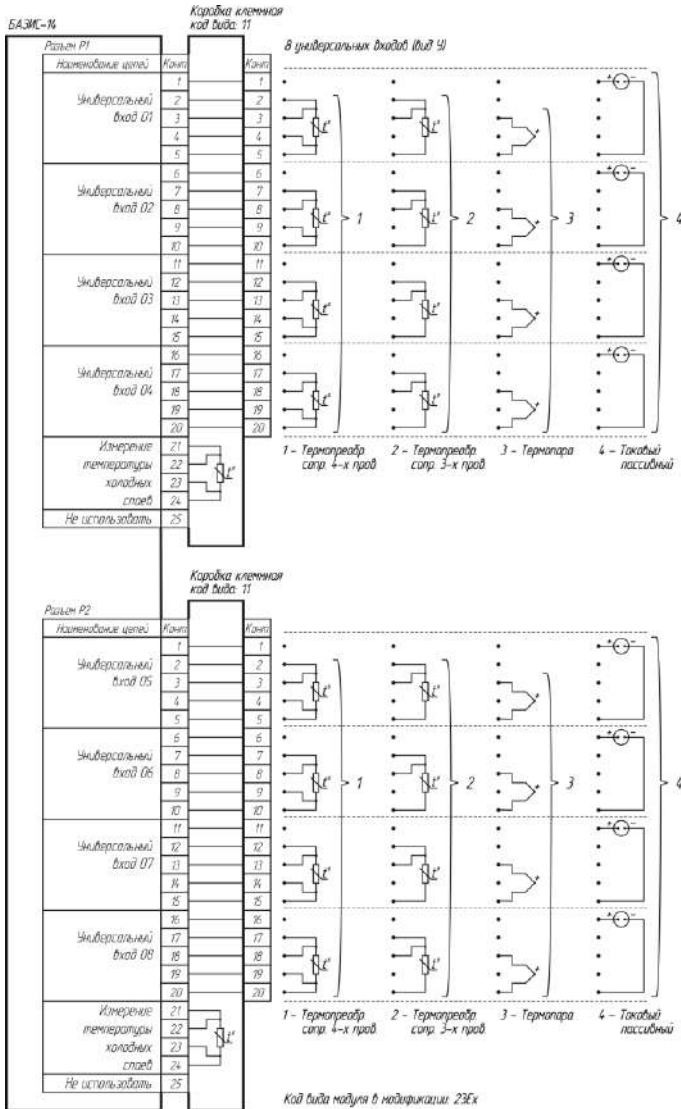 БАЗИС-14
Коробка клеммная
код вида: 11
Разъем Р1
8 универсальных входов (вид У)
Наименование цепей Конт Конт
1 1
Универсальный 2 2
вход 01 3 3
4 4
5 5
6 6
Универсальный 7 7
вход 02 8 8
9 9
10 10
11 11
Универсальный 12 12
вход 03 13 13
14 14
15 15
16 16
Универсальный 17 17
вход 04 18 18
19 19
20 20
t° t° + + -
t° t° + + -
1 2 3 4
t° t° + + -
t° t° + + -
Измерение 21
температуры 22
холодных 23
спаев 24
t°
Не использовать 25
1 - Термопреобр. сопр. 4-х пров.
2 - Термопреобр. сопр. 3-х пров.
3 - Термопара
4 - Токовый пассивный
Коробка клеммная
код вида: 11
Разъем Р2
Наименование цепей Конт Конт
1 1
Универсальный 2 2
вход 05 3 3
4 4
5 5
6 6
Универсальный 7 7
вход 06 8 8
9 9
10 10
11 11
Универсальный 12 12
вход 07 13 13
14 14
15 15
16 16
Универсальный 17 17
вход 08 18 18
19 19
20 20
t° t° + + -
t° t° + + -
1 2 3 4
t° t° + + -
t° t° + + -
Измерение 21
температуры 22
холодных 23
спаев 24
t°
Не использовать 25
1 - Термопреобр. сопр. 4-х пров.
2 - Термопреобр. сопр. 3-х пров.
3 - Термопара
4 - Токовый пассивный
Код вида модуля в модификации: 23Ex